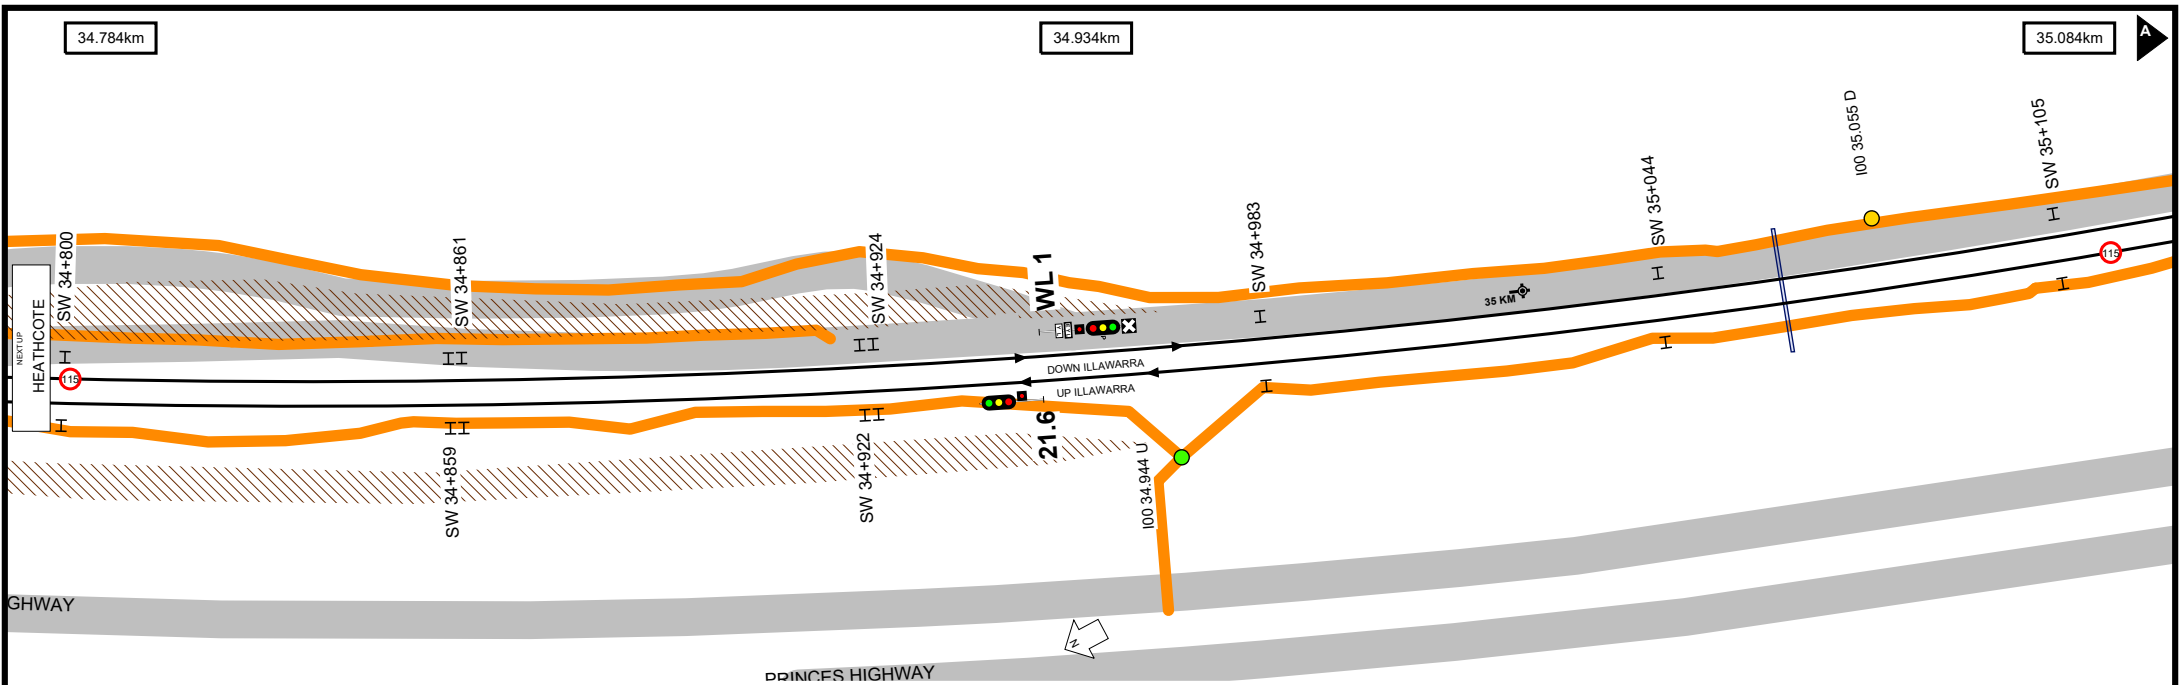 34.784km
34.934km
35.084km
A
I00 35.055 D
SW 35+105
SW 35+044
SW 34+983
SW 34+800
SW 34+861
SW 34+924
WL 1
35 KM
115
NEXT UP
HEATHCOTE
115
DOWN ILLAWARRA
UP ILLAWARRA
21.6
SW 34+859
SW 34+922
I00 34.944 U
GHWAY
N
PRINCES HIGHWAY